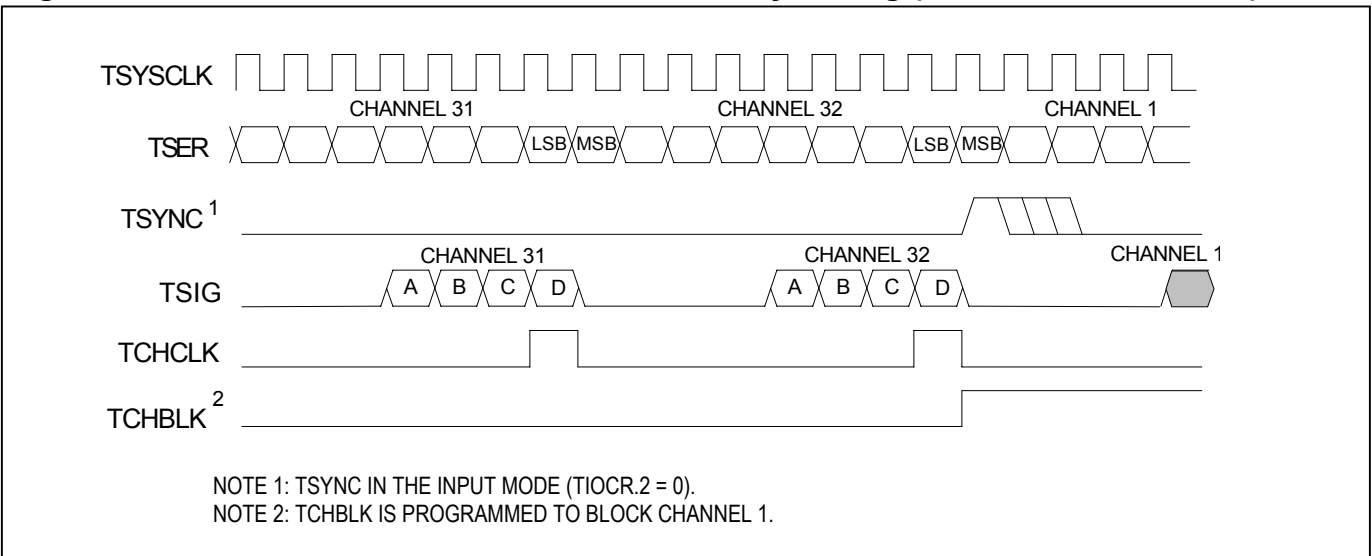 TSYSCLK
CHANNEL 31 CHANNEL 32 CHANNEL 1
TSER LSB MSB LSB MSB
TSYNC 1
CHANNEL 31 CHANNEL 32 CHANNEL 1
TSIG A B C D A B C D
TCHCLK
TCHBLK 2
NOTE 1: TSYNC IN THE INPUT MODE (TIOCR.2 = 0).
NOTE 2: TCHBLK IS PROGRAMMED TO BLOCK CHANNEL 1.